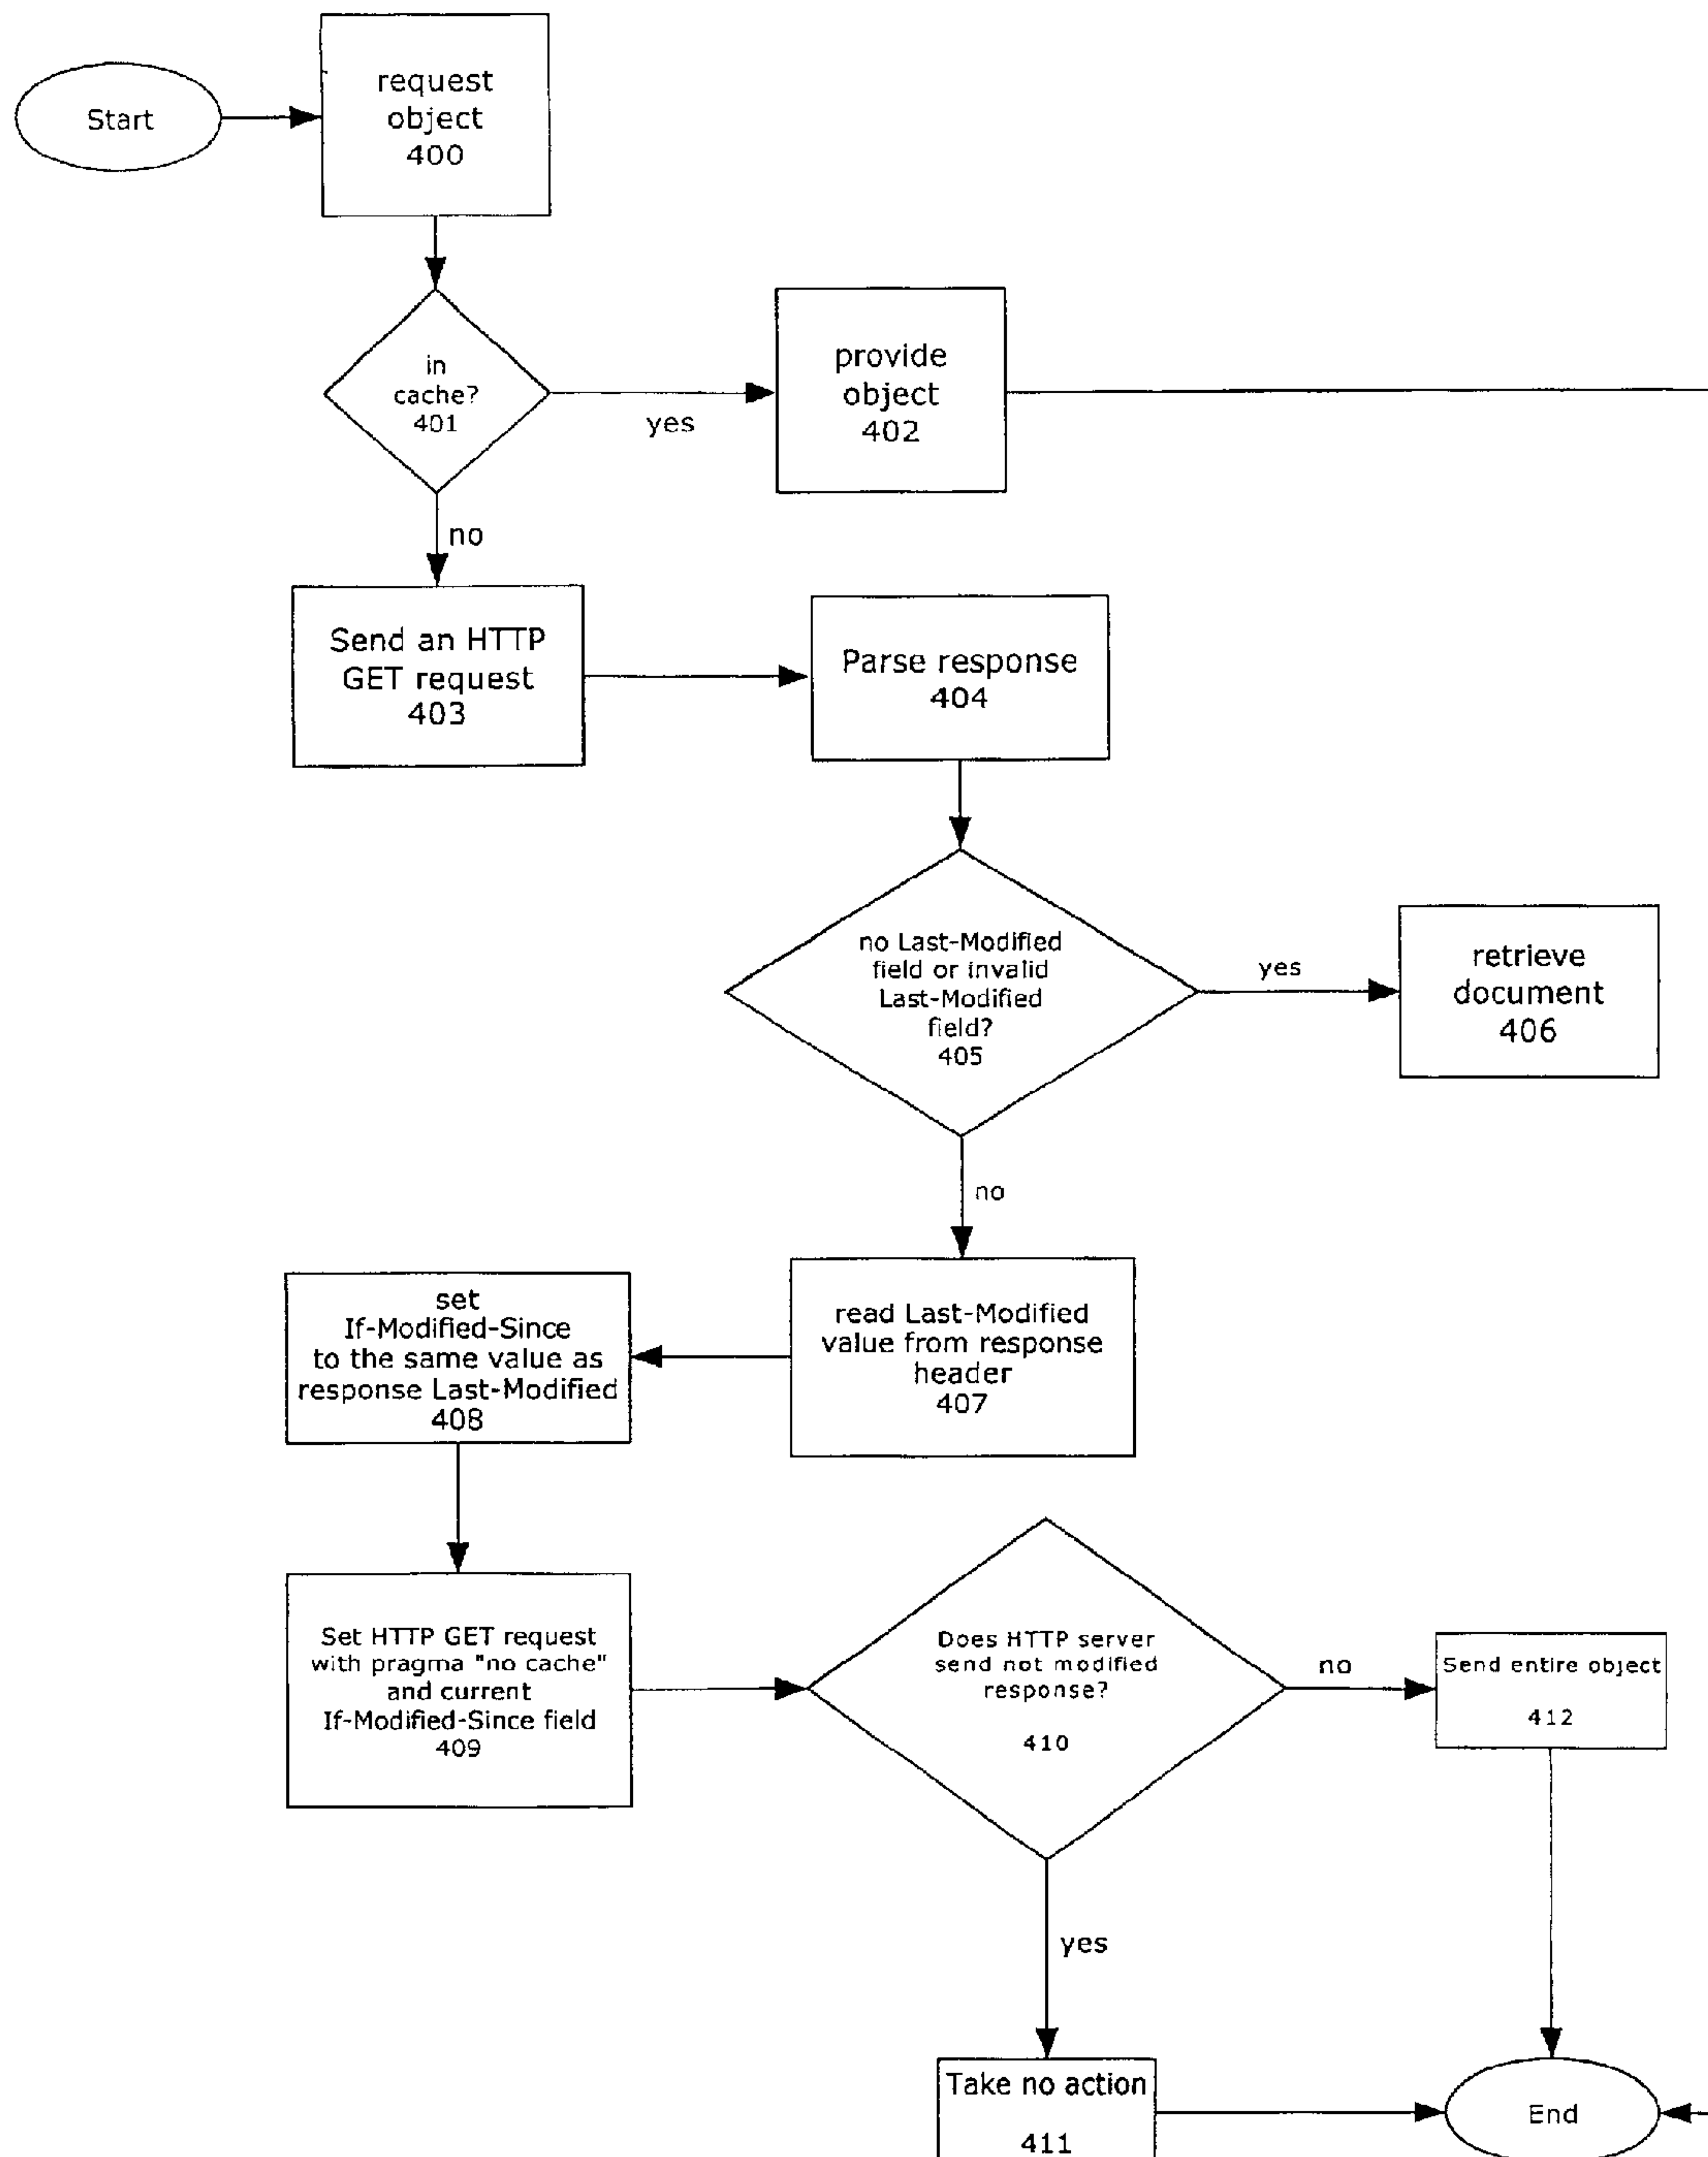 Start
request
object
400
in
cache?
401
yes
provide
object
402
no
Send an HTTP
GET request
403
Parse response
404
no Last-Modified
field or invalid
Last-Modified
field?
405
yes
retrieve
document
406
no
read Last-Modified
value from response
header
407
set
If-Modified-Since
to the same value as
response Last-Modified
408
Set HTTP GET request
with pragma "no cache"
and current
If-Modified-Since field
409
Does HTTP server
send not modified
response?
410
no
Send entire object
412
yes
Take no action
411
End